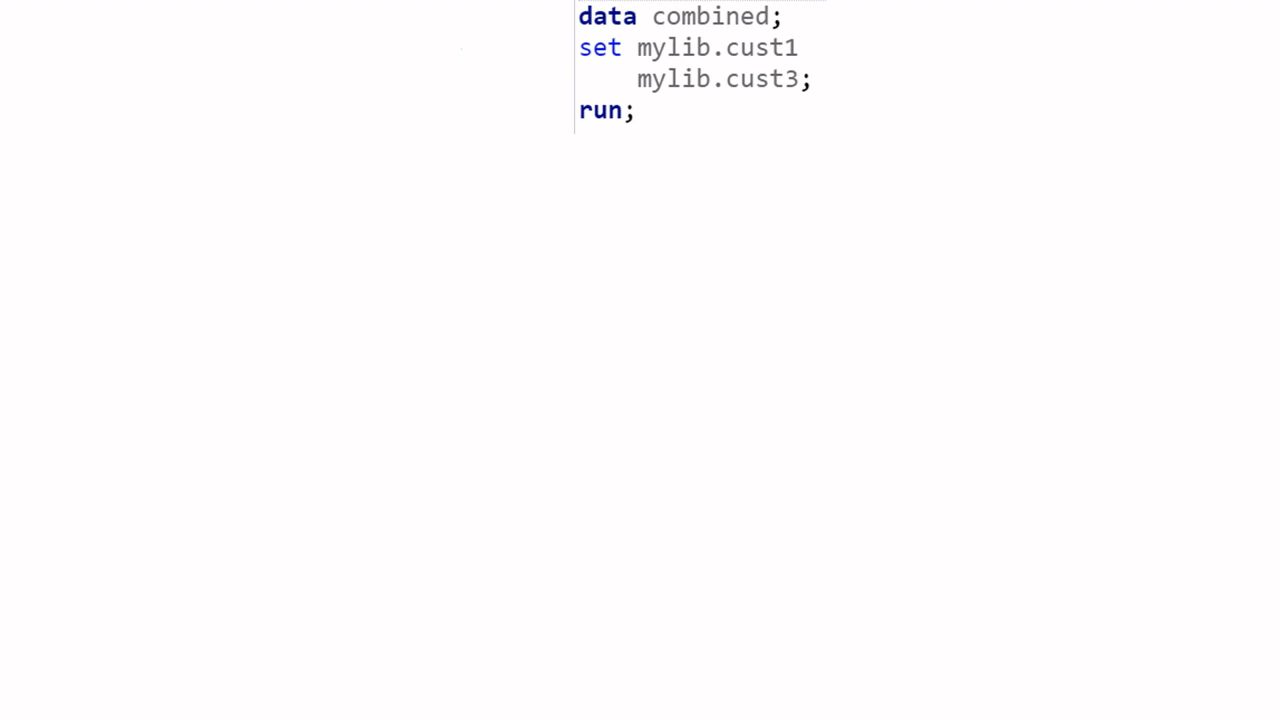 data combined;
set mylib.cust1
    mylib.cust3;
run;